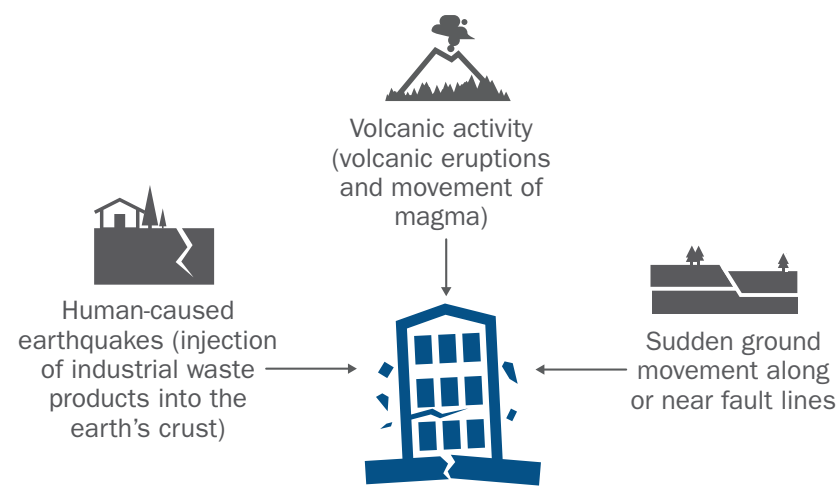 Volcanic activity
(volcanic eruptions
and movement of
magma)
Human-caused
earthquakes (injection
of industrial waste
products into the
earth’s crust)
Sudden ground
movement along
or near fault lines